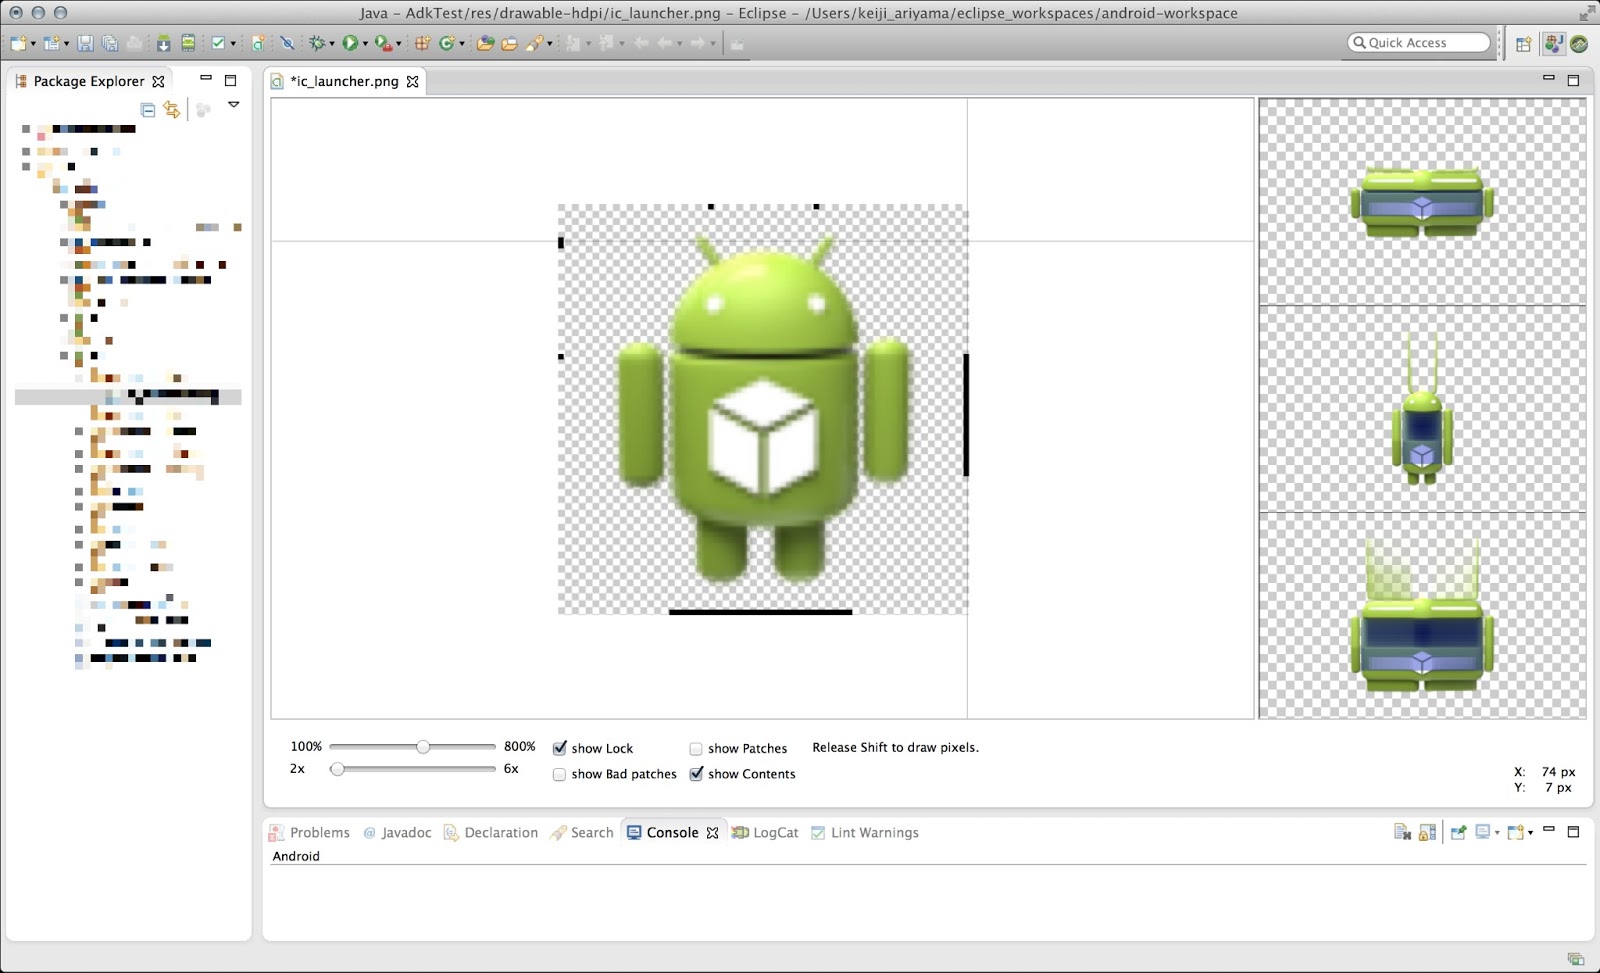 Java – AdkTest/res/drawable-hdpi/ic_launcher.png – Eclipse – /Users/keiji_ariyama/eclipse_workspaces/android-workspace
Quick Access
Package Explorer
*ic_launcher.png
100% 800% show Lock show Patches Release Shift to draw pixels.
2x 6x show Bad patches show Contents
X: 74 px
Y: 7 px
Problems @ Javadoc Declaration Search Console LogCat Lint Warnings
Android